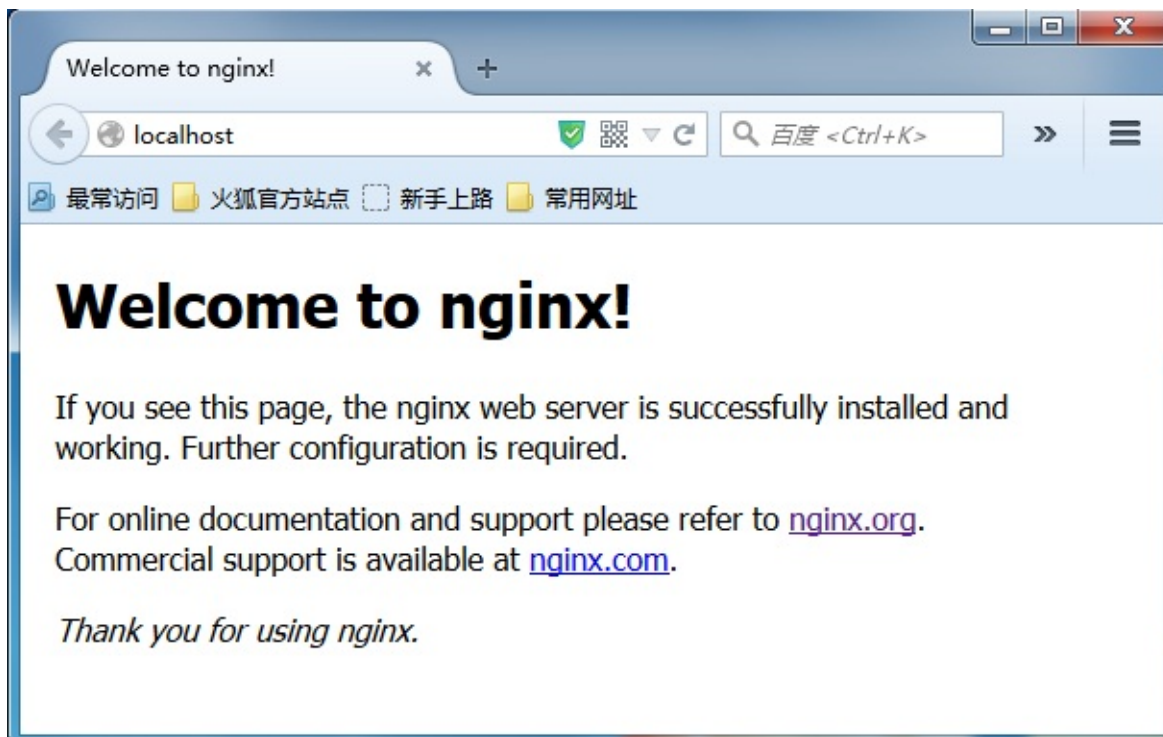 Welcome to nginx!
localhost
百度 <Ctrl+K>
最常访问 火狐官方站点 新手上路 常用网址
Welcome to nginx!
If you see this page, the nginx web server is successfully installed and
working. Further configuration is required.
For online documentation and support please refer to nginx.org.
Commercial support is available at nginx.com.
Thank you for using nginx.